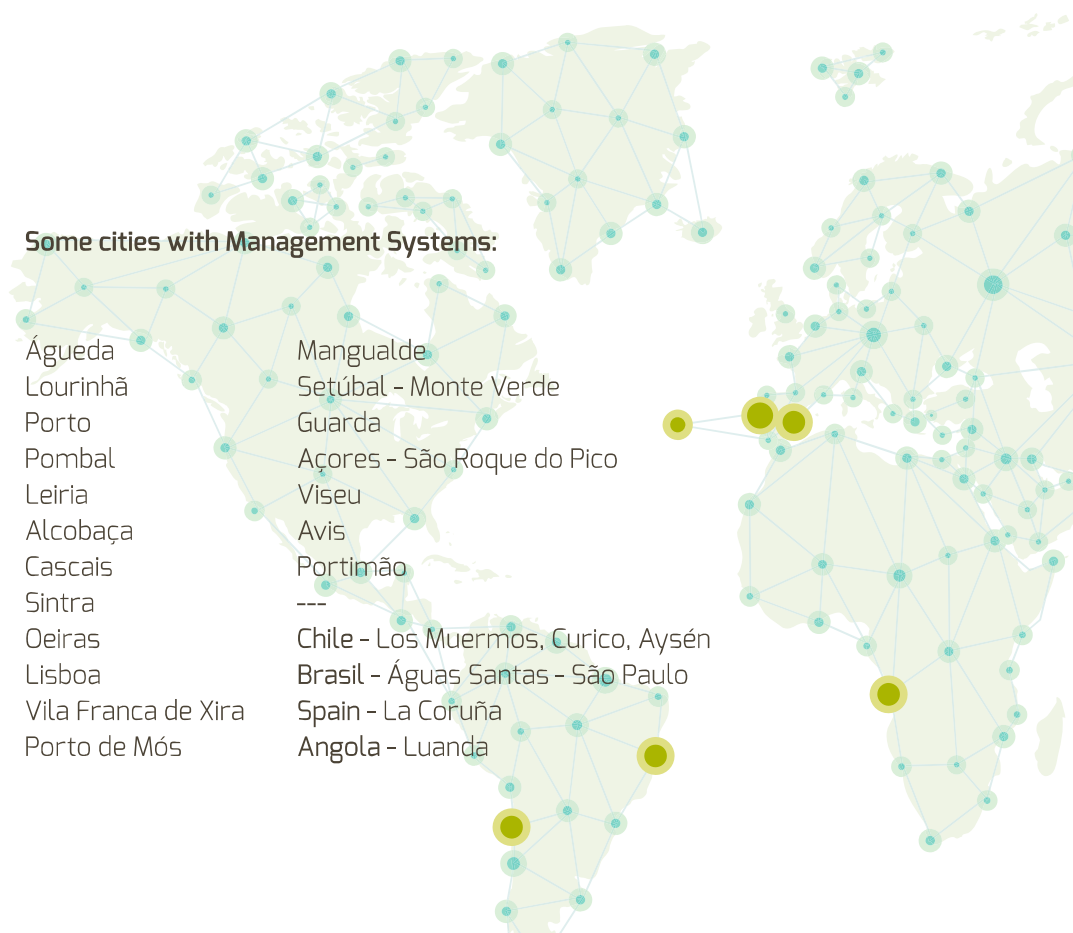 Some cities with Management Systems:
Águeda
Lourinhã
Porto
Pombal
Leiria
Alcobaça
Cascais
Sintra
Oeiras
Lisboa
Vila Franca de Xira
Porto de Mós
Mangualde
Setúbal - Monte Verde
Guarda
Açores - São Roque do Pico
Viseu
Avis
Portimão
---
Chile - Los Muermos, Curico, Aysén
Brasil - Águas Santas - São Paulo
Spain - La Coruña
Angola - Luanda